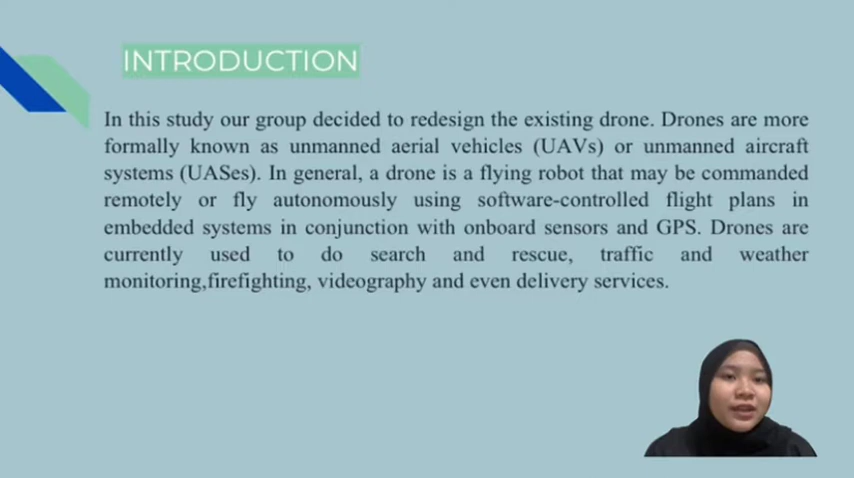 INTRODUCTION
In this study our group decided to redesign the existing drone. Drones are more
formally known as unmanned aerial vehicles (UAVs) or unmanned aircraft
systems (UASes). In general, a drone is a flying robot that may be commanded
remotely or fly autonomously using software-controlled flight plans in
embedded systems in conjunction with onboard sensors and GPS. Drones are
currently used to do search and rescue, traffic and weather
monitoring,firefighting, videography and even delivery services.